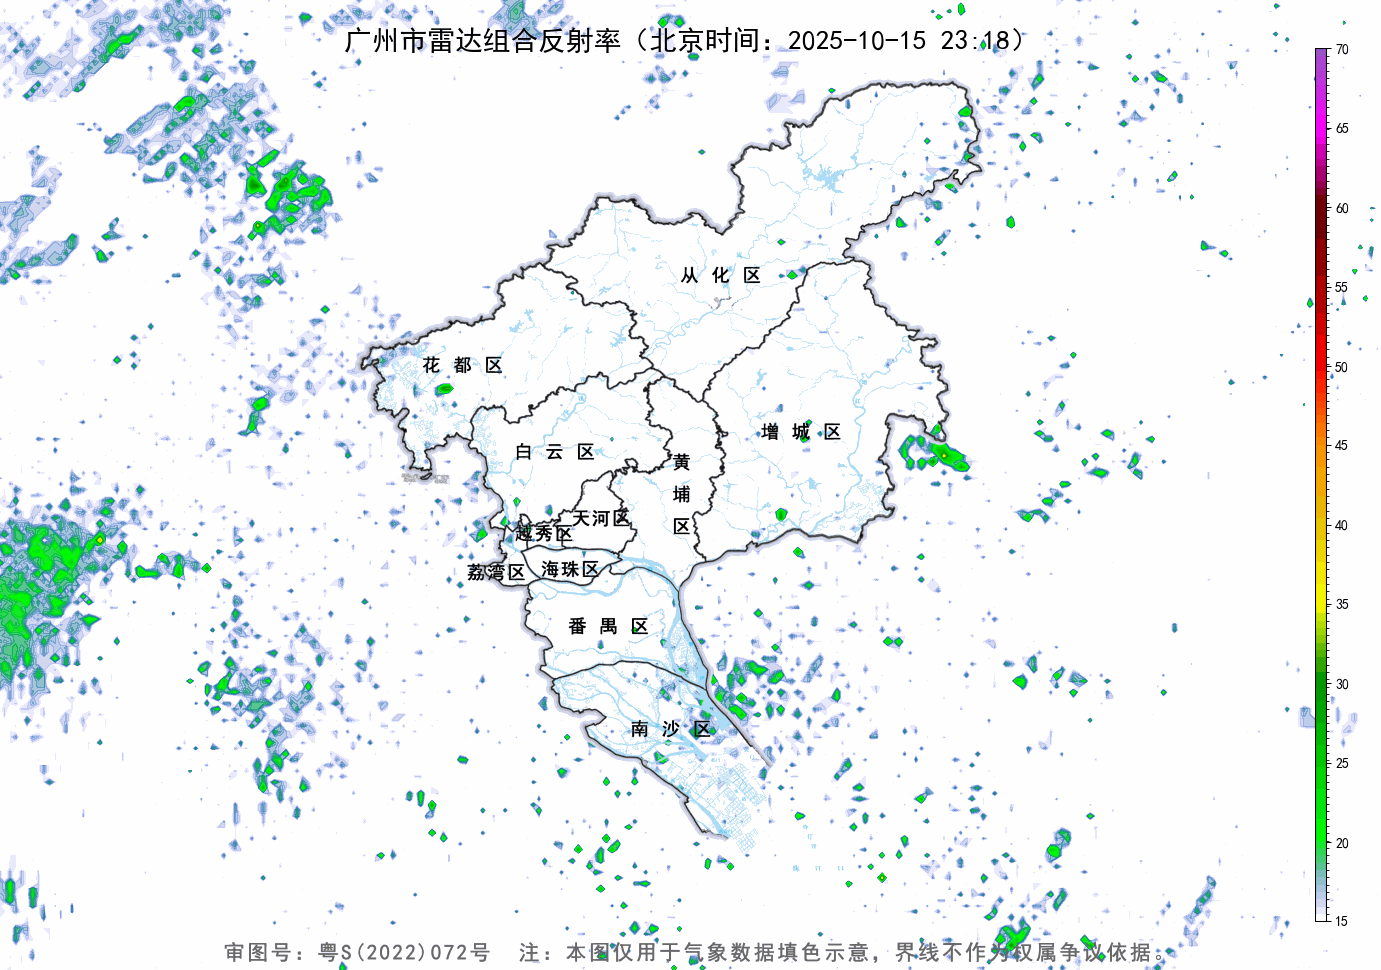 广州市雷达组合反射率（北京时间：2025-10-15 23:18）
70
65
60
55
50
45
40
35
30
25
20
15
从化区
花都区
增城区
白云区
黄埔区
天河区
越秀区
荔湾区
海珠区
番禺区
南沙区
审图号：粤S(2022)072号 注：本图仅用于气象数据填色示意，界线不作为权属争议依据。